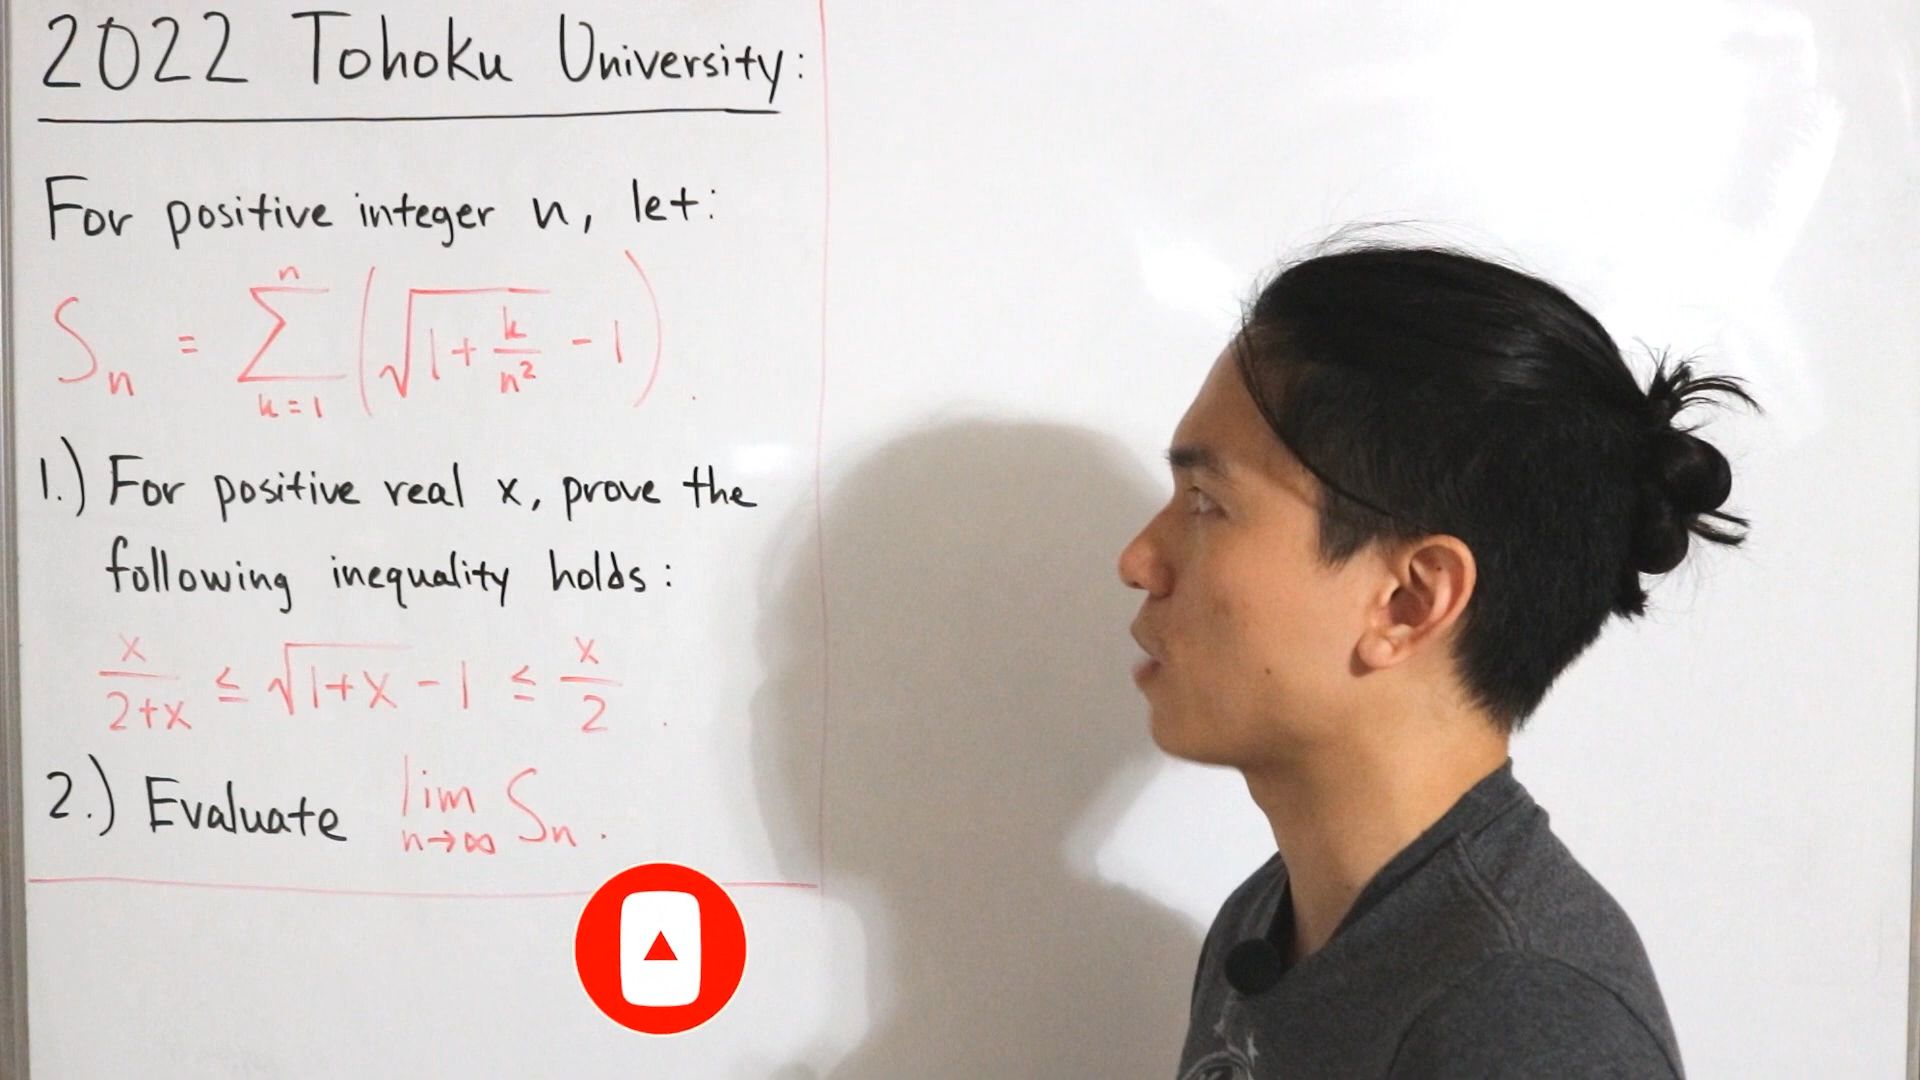 2022 Tohoku University:
For positive integer n, let:
Sₙ = ∑ₖ₌₁ⁿ (√(1 + k/n²) - 1).
1.) For positive real x, prove the
following inequality holds:
x/(2+x) ≤ √(1+x) - 1 ≤ x/2.
2.) Evaluate lim n→∞ Sₙ.